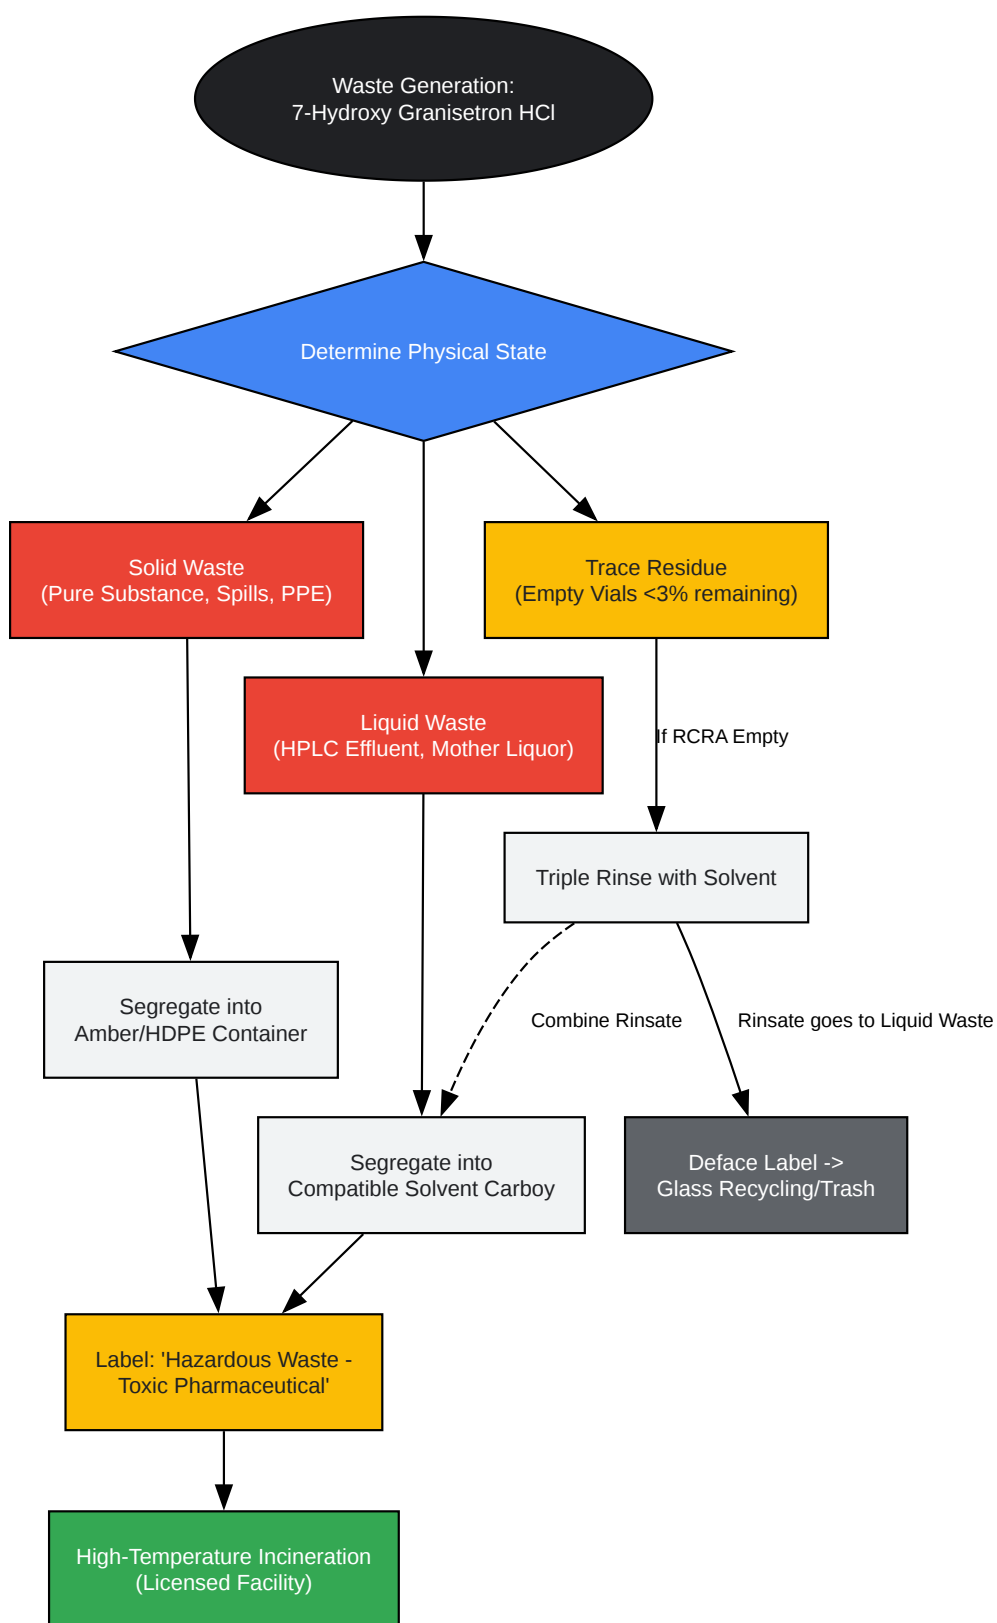 Waste Generation:
7-Hydroxy Granisetron HCl
Determine Physical State
Solid Waste
(Pure Substance, Spills, PPE)
Trace Residue
(Empty Vials <3% remaining)
Liquid Waste
(HPLC Effluent, Mother Liquor)
If RCRA Empty
Triple Rinse with Solvent
Segregate into
Amber/HDPE Container
Combine Rinsate
Rinsate goes to Liquid Waste
Segregate into
Compatible Solvent Carboy
Deface Label ->
Glass Recycling/Trash
Label: 'Hazardous Waste -
Toxic Pharmaceutical'
High-Temperature Incineration
(Licensed Facility)